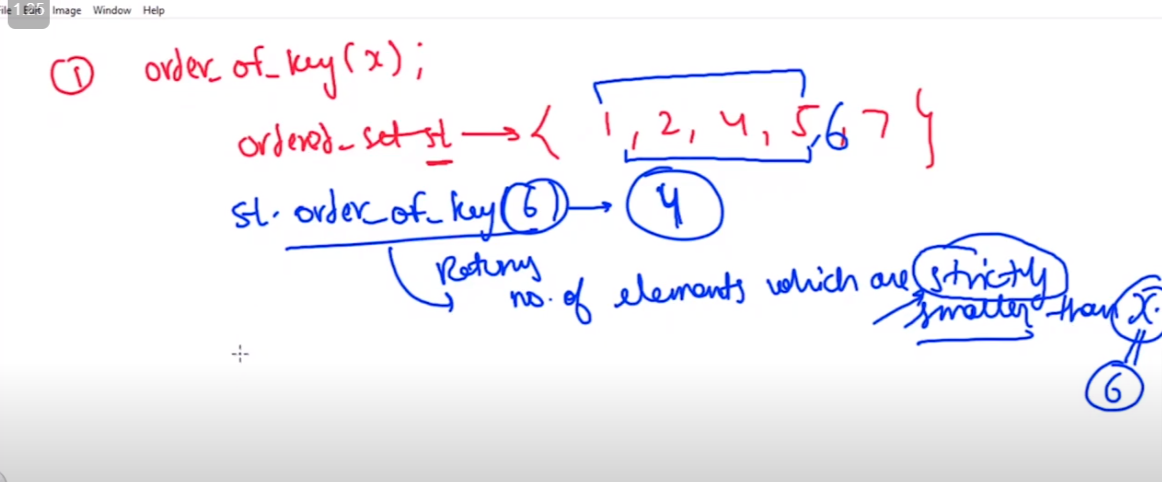 File Edit Image Window Help
1.25
① order_of_key(x);
ordered_set st → { 1, 2, 4, 5, 6, 7 }
st. order_of_key(6) → 4
Returns
no. of elements which are strictly
smaller than x.
6